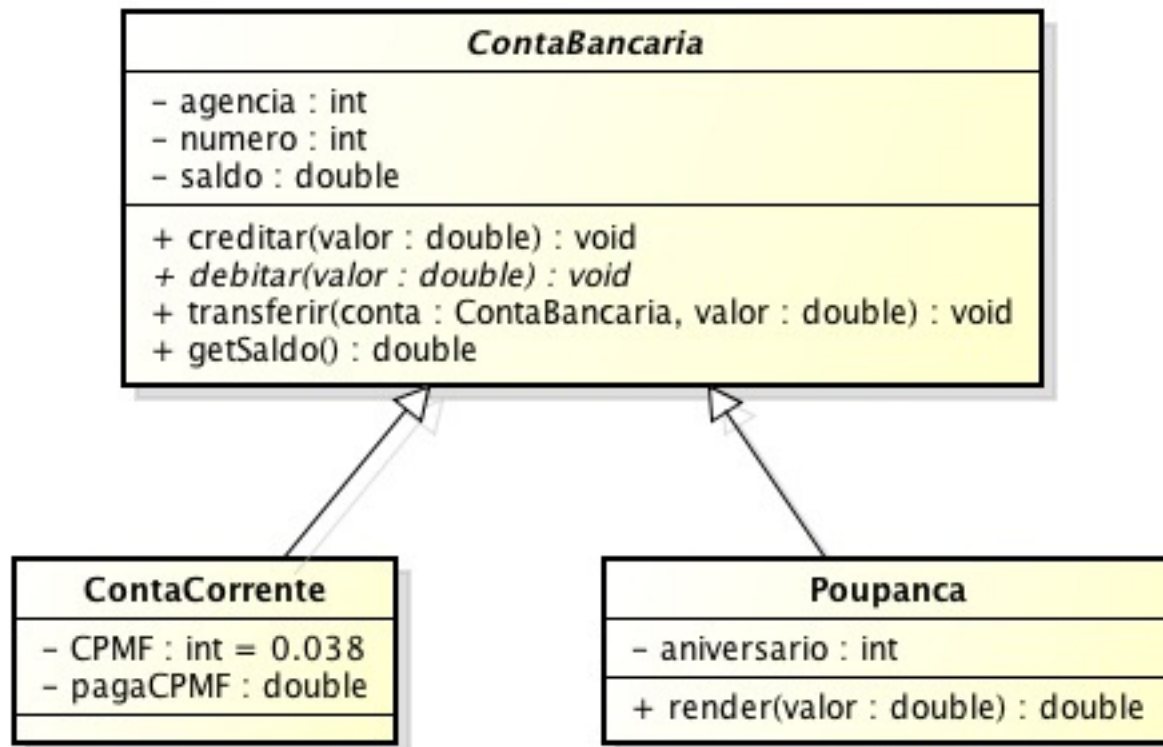 ContaBancaria
- agencia : int
- numero : int
- saldo : double
+ creditar(valor : double) : void
+ debitar(valor : double) : void
+ transferir(conta : ContaBancaria, valor : double) : void
+ getSaldo() : double
ContaCorrente
- CPMF : int = 0.038
- pagaCPMF : double
Poupanca
- aniversario : int
+ render(valor : double) : double